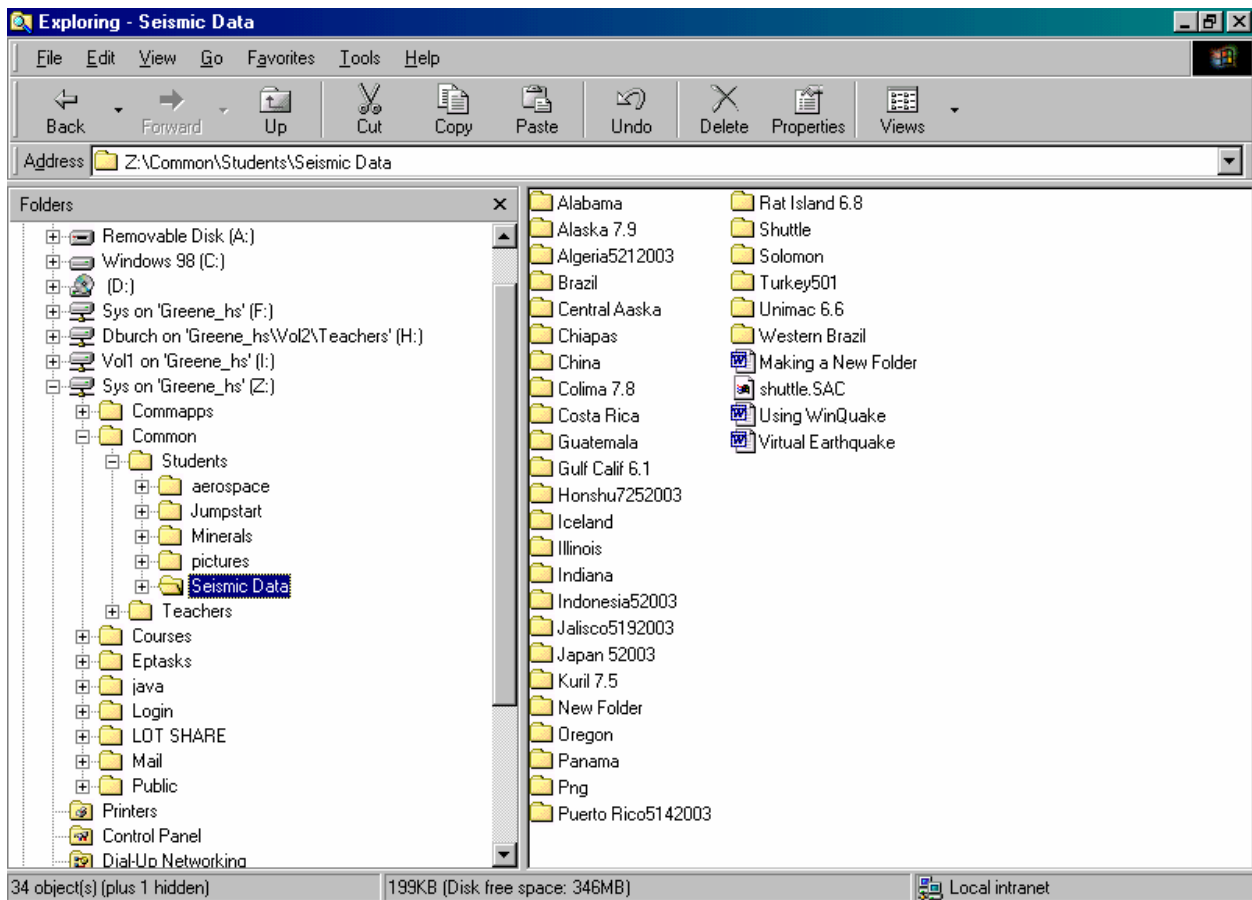 Exploring - Seismic Data
File Edit View Go Favorites Tools Help
Back Forward Up Cut Copy Paste Undo Delete Properties Views
Address Z:\Common\Students\Seismic Data
Folders
Removable Disk (A:)
Windows 98 (C:)
(D:)
Sys on 'Greene_hs' (F:)
Dburch on 'Greene_hs\Vol2\Teachers' (H:)
Vol1 on 'Greene_hs' (I:)
Sys on 'Greene_hs' (Z:)
Commapps
Common
Students
aerospace
Jumpstart
Minerals
pictures
Seismic Data
Teachers
Courses
Eptasks
java
Login
LOT SHARE
Mail
Public
Printers
Control Panel
Dial-Up Networking
Alabama
Alaska 7.9
Algeria5212003
Brazil
Central Aaska
Chiapas
China
Colima 7.8
Costa Rica
Guatemala
Gulf Calif 6.1
Honshu7252003
Iceland
Illinois
Indiana
Indonesia52003
Jalisco5192003
Japan 52003
Kuril 7.5
New Folder
Oregon
Panama
Png
Puerto Rico5142003
Rat Island 6.8
Shuttle
Solomon
Turkey501
Unimac 6.6
Western Brazil
Making a New Folder
shuttle.SAC
Using WinQuake
Virtual Earthquake
34 object(s) (plus 1 hidden)
199KB (Disk free space: 346MB)
Local intranet